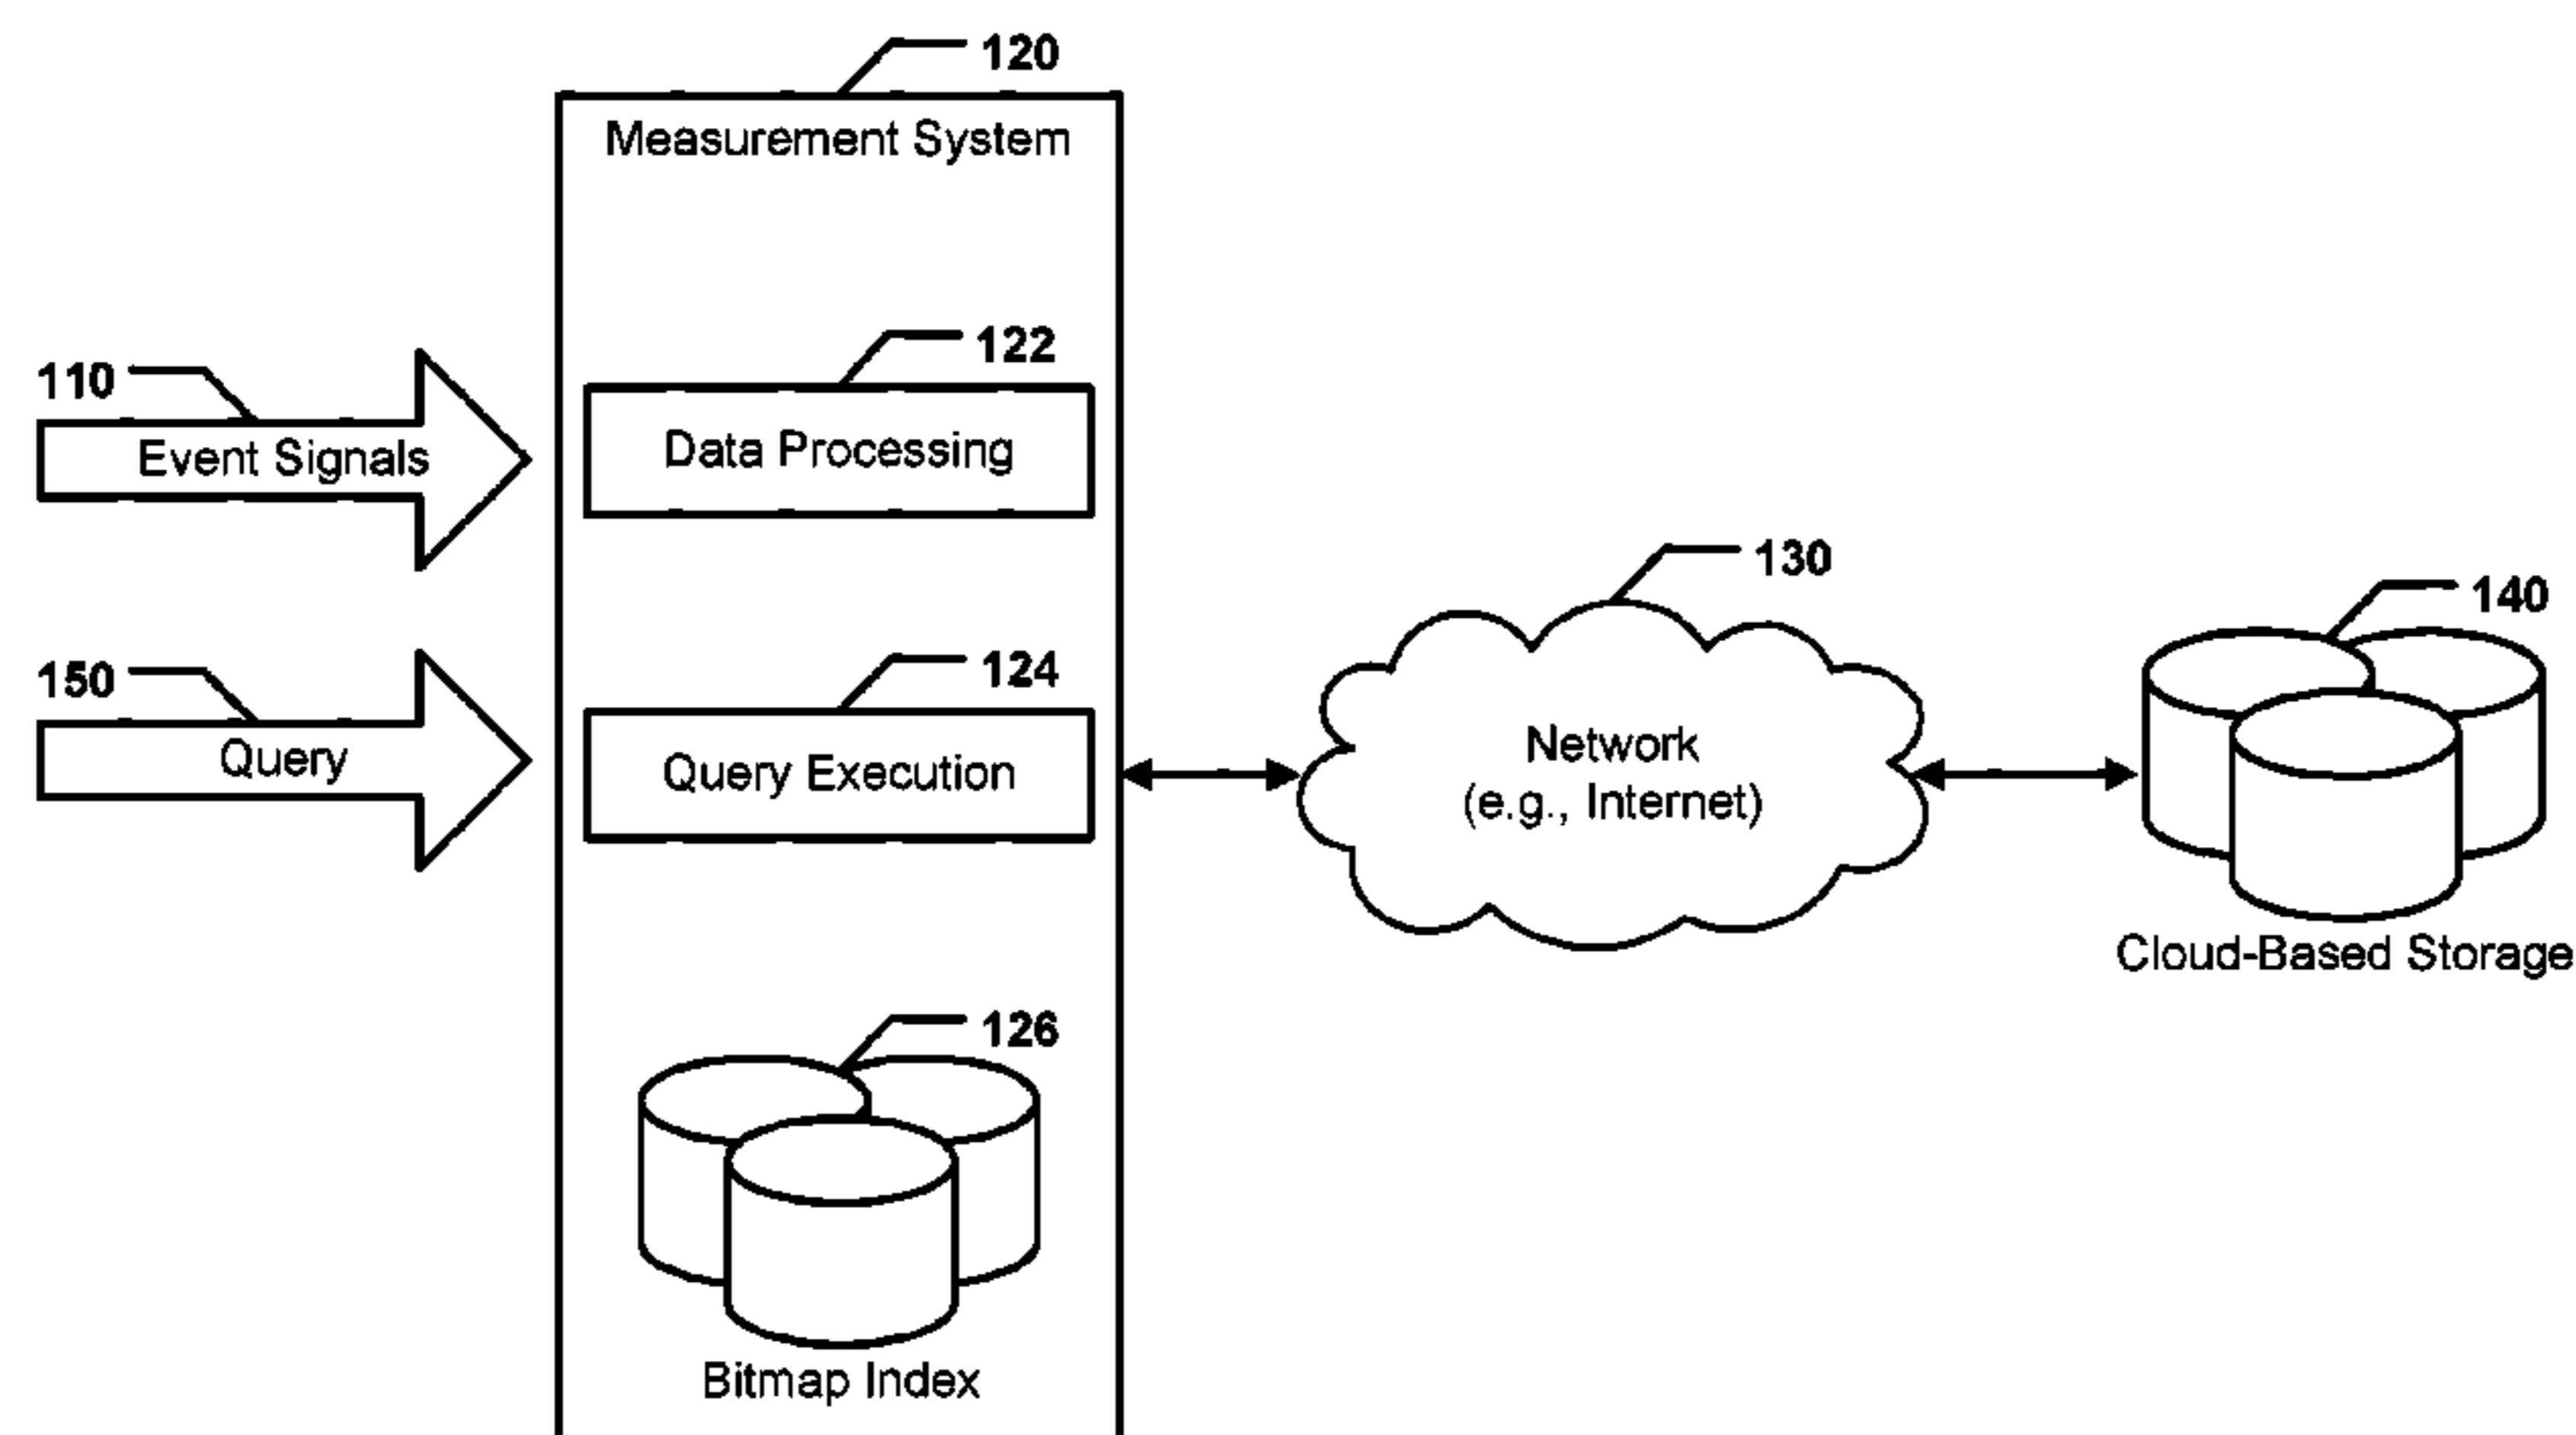 120
Measurement System
122
110
Data Processing
Event Signals
130
140
124
150
Network
Query
Query Execution
(e.g., Internet)
Cloud-Based Storage
126
Bitmap Index